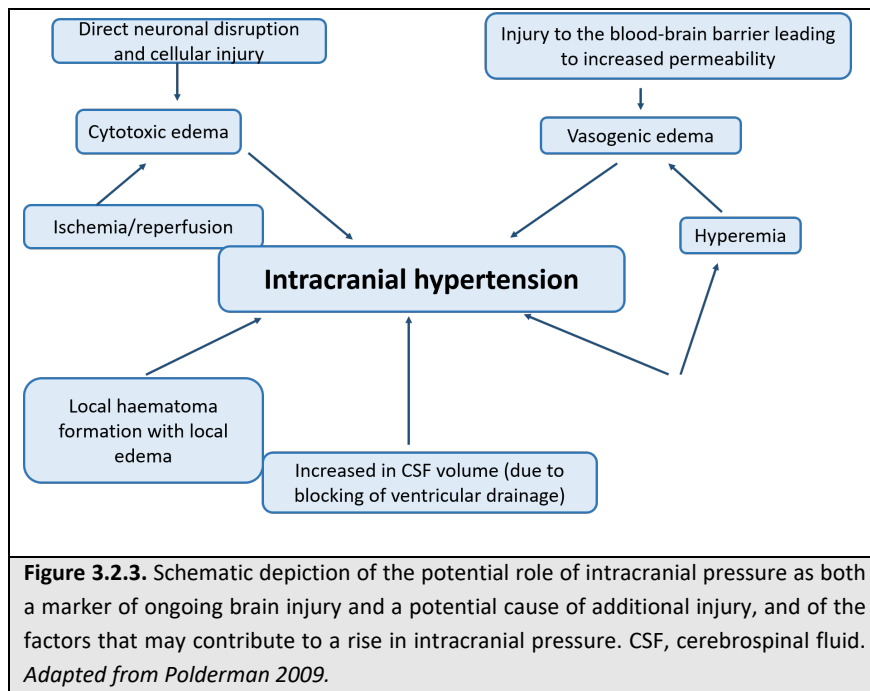 Direct neuronal disruption
and cellular injury
Injury to the blood-brain barrier leading
to increased permeability
Cytotoxic edema
Vasogenic edema
Ischemia/reperfusion
Hyperemia
Intracranial hypertension
Local haematoma
formation with local
edema
Increased in CSF volume (due to
blocking of ventricular drainage)
Figure 3.2.3. Schematic depiction of the potential role of intracranial pressure as both
a marker of ongoing brain injury and a potential cause of additional injury, and of the
factors that may contribute to a rise in intracranial pressure. CSF, cerebrospinal fluid.
Adapted from Polderman 2009.